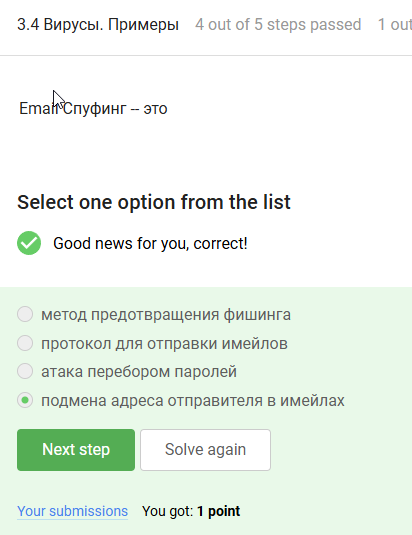 3.4 Вирусы. Примеры 4 out of 5 steps passed 1 out
Email Спуфинг -- это
Select one option from the list
Good news for you, correct!
метод предотвращения фишинга
протокол для отправки имейлов
атака перебором паролей
подмена адреса отправителя в имейлах
Next step Solve again
Your submissions You got: 1 point